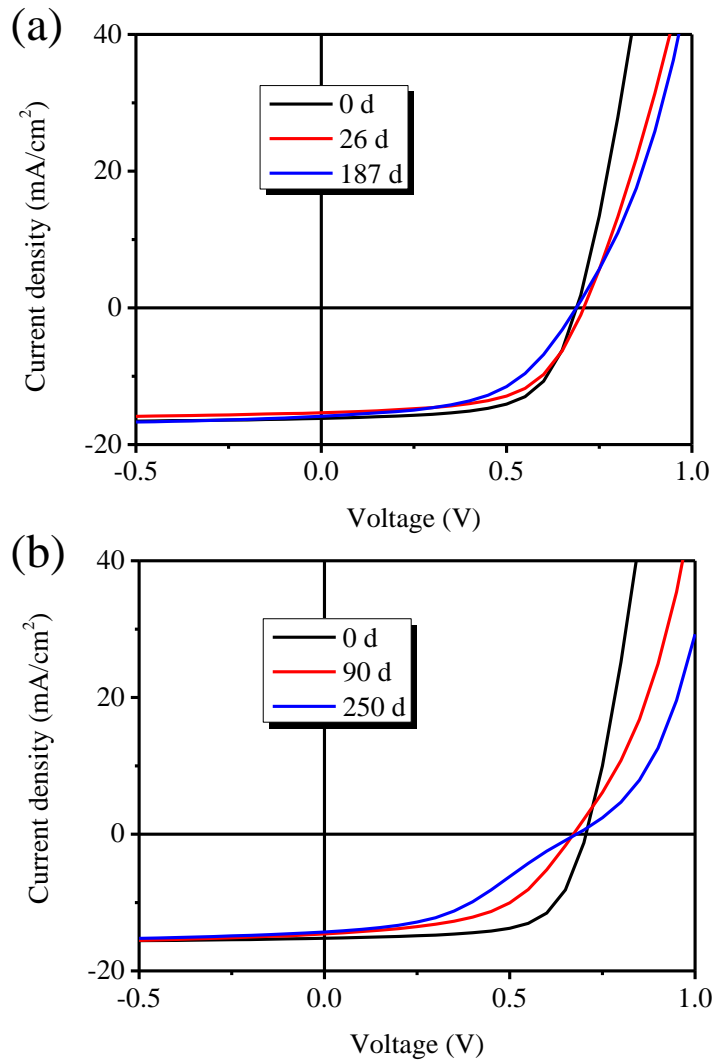 (a)
40
20
0
-20
-0.5
0.0
0.5
1.0
Current density (mA/cm²)
Voltage (V)
0 d
26 d
187 d
(b)
40
20
0
-20
-0.5
0.0
0.5
1.0
Current density (mA/cm²)
Voltage (V)
0 d
90 d
250 d